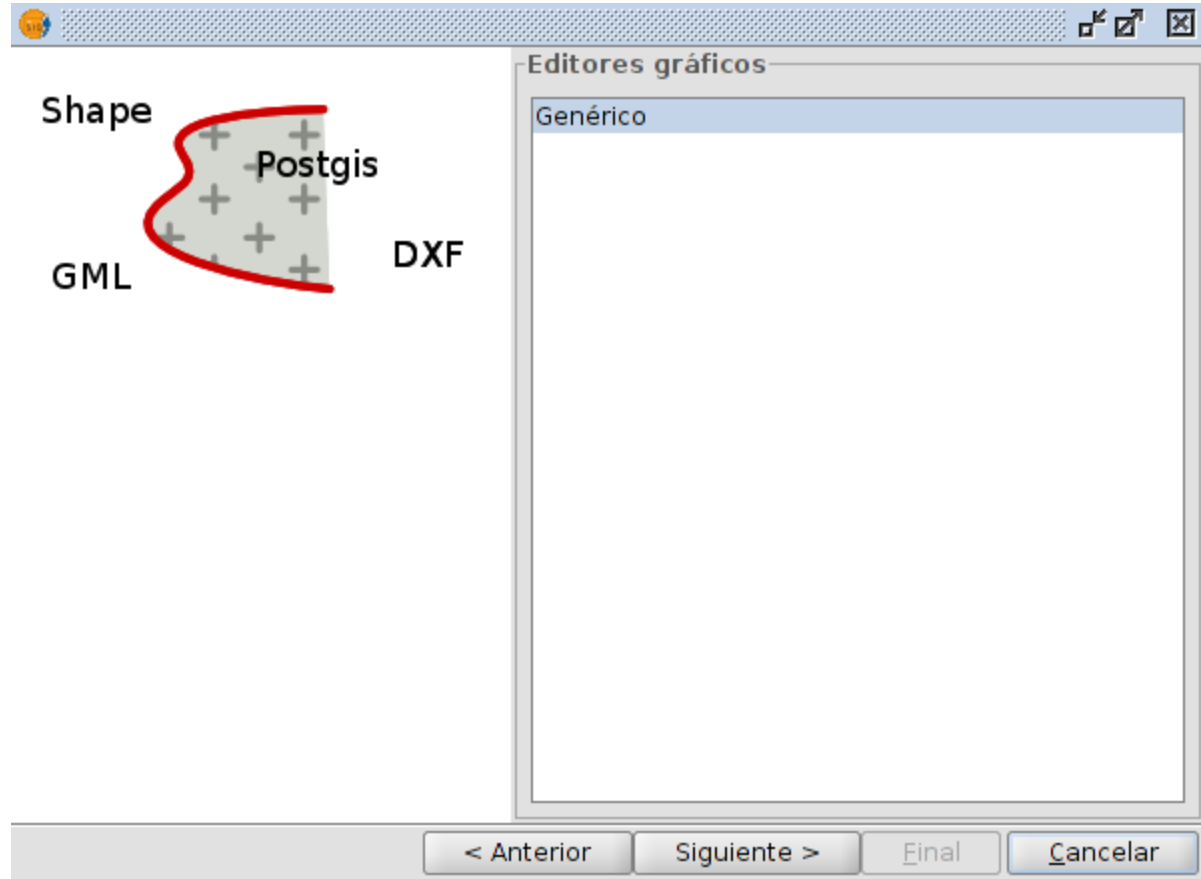 Shape
Postgis
DXF
GML
Editores gráficos
Genérico
< Anterior
Siguiente >
Final
Cancelar